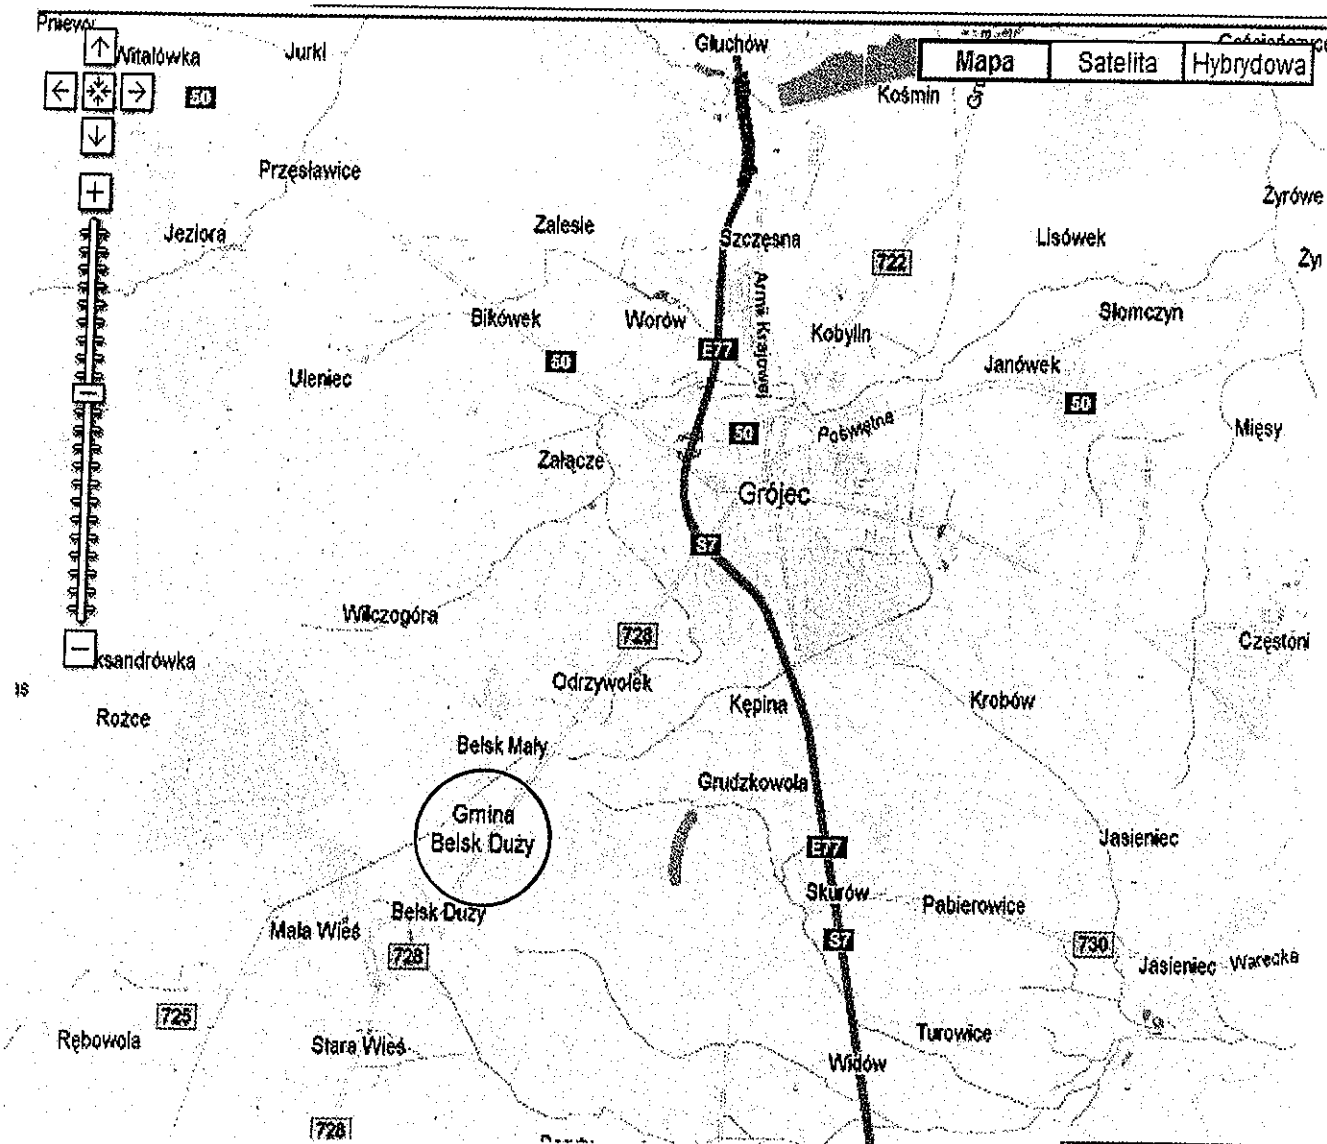 Witalówka
Jurki
Głuchów
Mapa
Satelita
Hybrydowa
50
Kośmin
Przęsławice
Jeziora
Zalesie
Szczęsna
722
Lisówek
Żyrówe
Bikówek
Worów
Armii Krajowej
Kobylin
Słomczyn
E77
Janówek
50
Uleniec
50
50
Poświętna
Mięsy
Załącze
Grójec
S7
Wilczogóra
728
ksandrówka
Odrzywołek
Częstoni
Rożce
Kępina
Krobów
Belsk Mały
Grudzkowola
Gmina
Belsk Duży
E77
Jasieniec
Skurów
Pabierowice
Belsk Duży
Mała Wieś
728
S7
730
Jasieniec
Warecka
725
Rębowola
Stara Wieś
Turowice
Widów
728